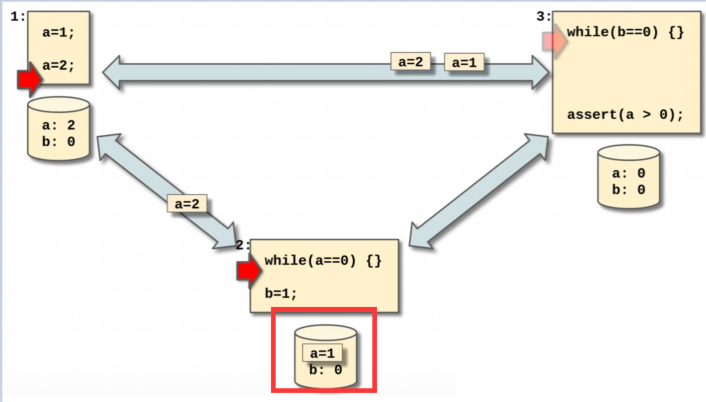 1:
a=1;
a=2;
a: 2
b: 0
a=2
a=1
3:
while(b==0) {}
assert(a > 0);
a: 0
b: 0
a=2
2:
while(a==0) {}
b=1;
a=1
b: 0